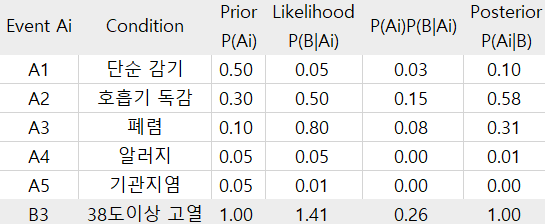 Event Ai Condition Prior P(Ai) Likelihood P(B|Ai) P(Ai)P(B|Ai) Posterior P(Ai|B)
A1 단순 감기 0.50 0.05 0.03 0.10
A2 호흡기 독감 0.30 0.50 0.15 0.58
A3 폐렴 0.10 0.80 0.08 0.31
A4 알러지 0.05 0.05 0.00 0.01
A5 기관지염 0.05 0.01 0.00 0.00
B3 38도이상 고열 1.00 1.41 0.26 1.00